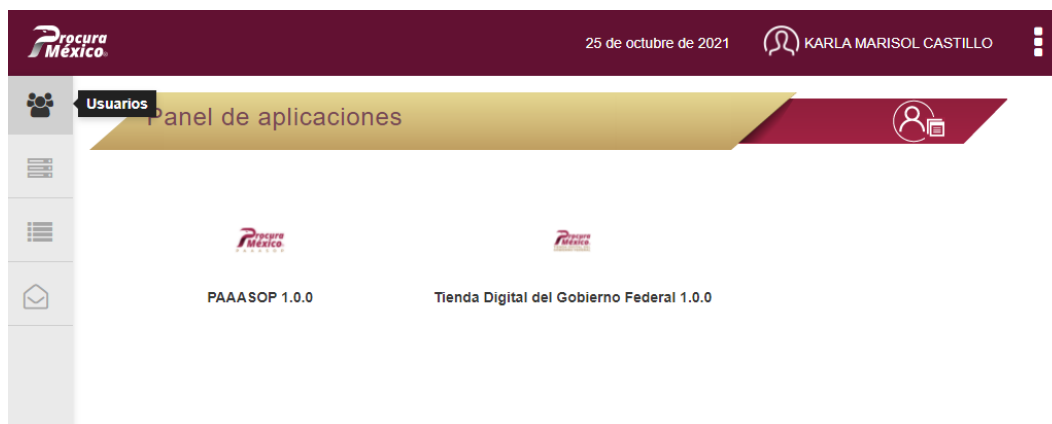 Procura
México
25 de octubre de 2021
KARLA MARISOL CASTILLO
Usuarios
Panel de aplicaciones
Procura
México
PAAASOP
Procura
México
PAAASOP 1.0.0
Tienda Digital del Gobierno Federal 1.0.0